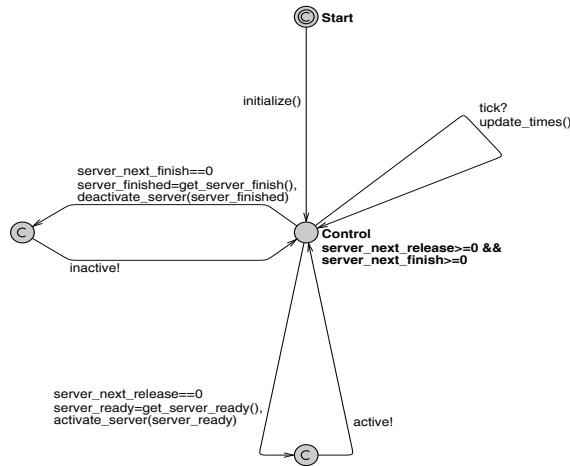 C
Start
initialize()
tick?
update_times()
server_next_finish==0
server_finished=get_server_finish(),
deactivate_server(server_finished)
C
Control
server_next_release>=0 &&
server_next_finish>=0
inactive!
server_next_release==0
server_ready=get_server_ready(),
activate_server(server_ready)
active!
C